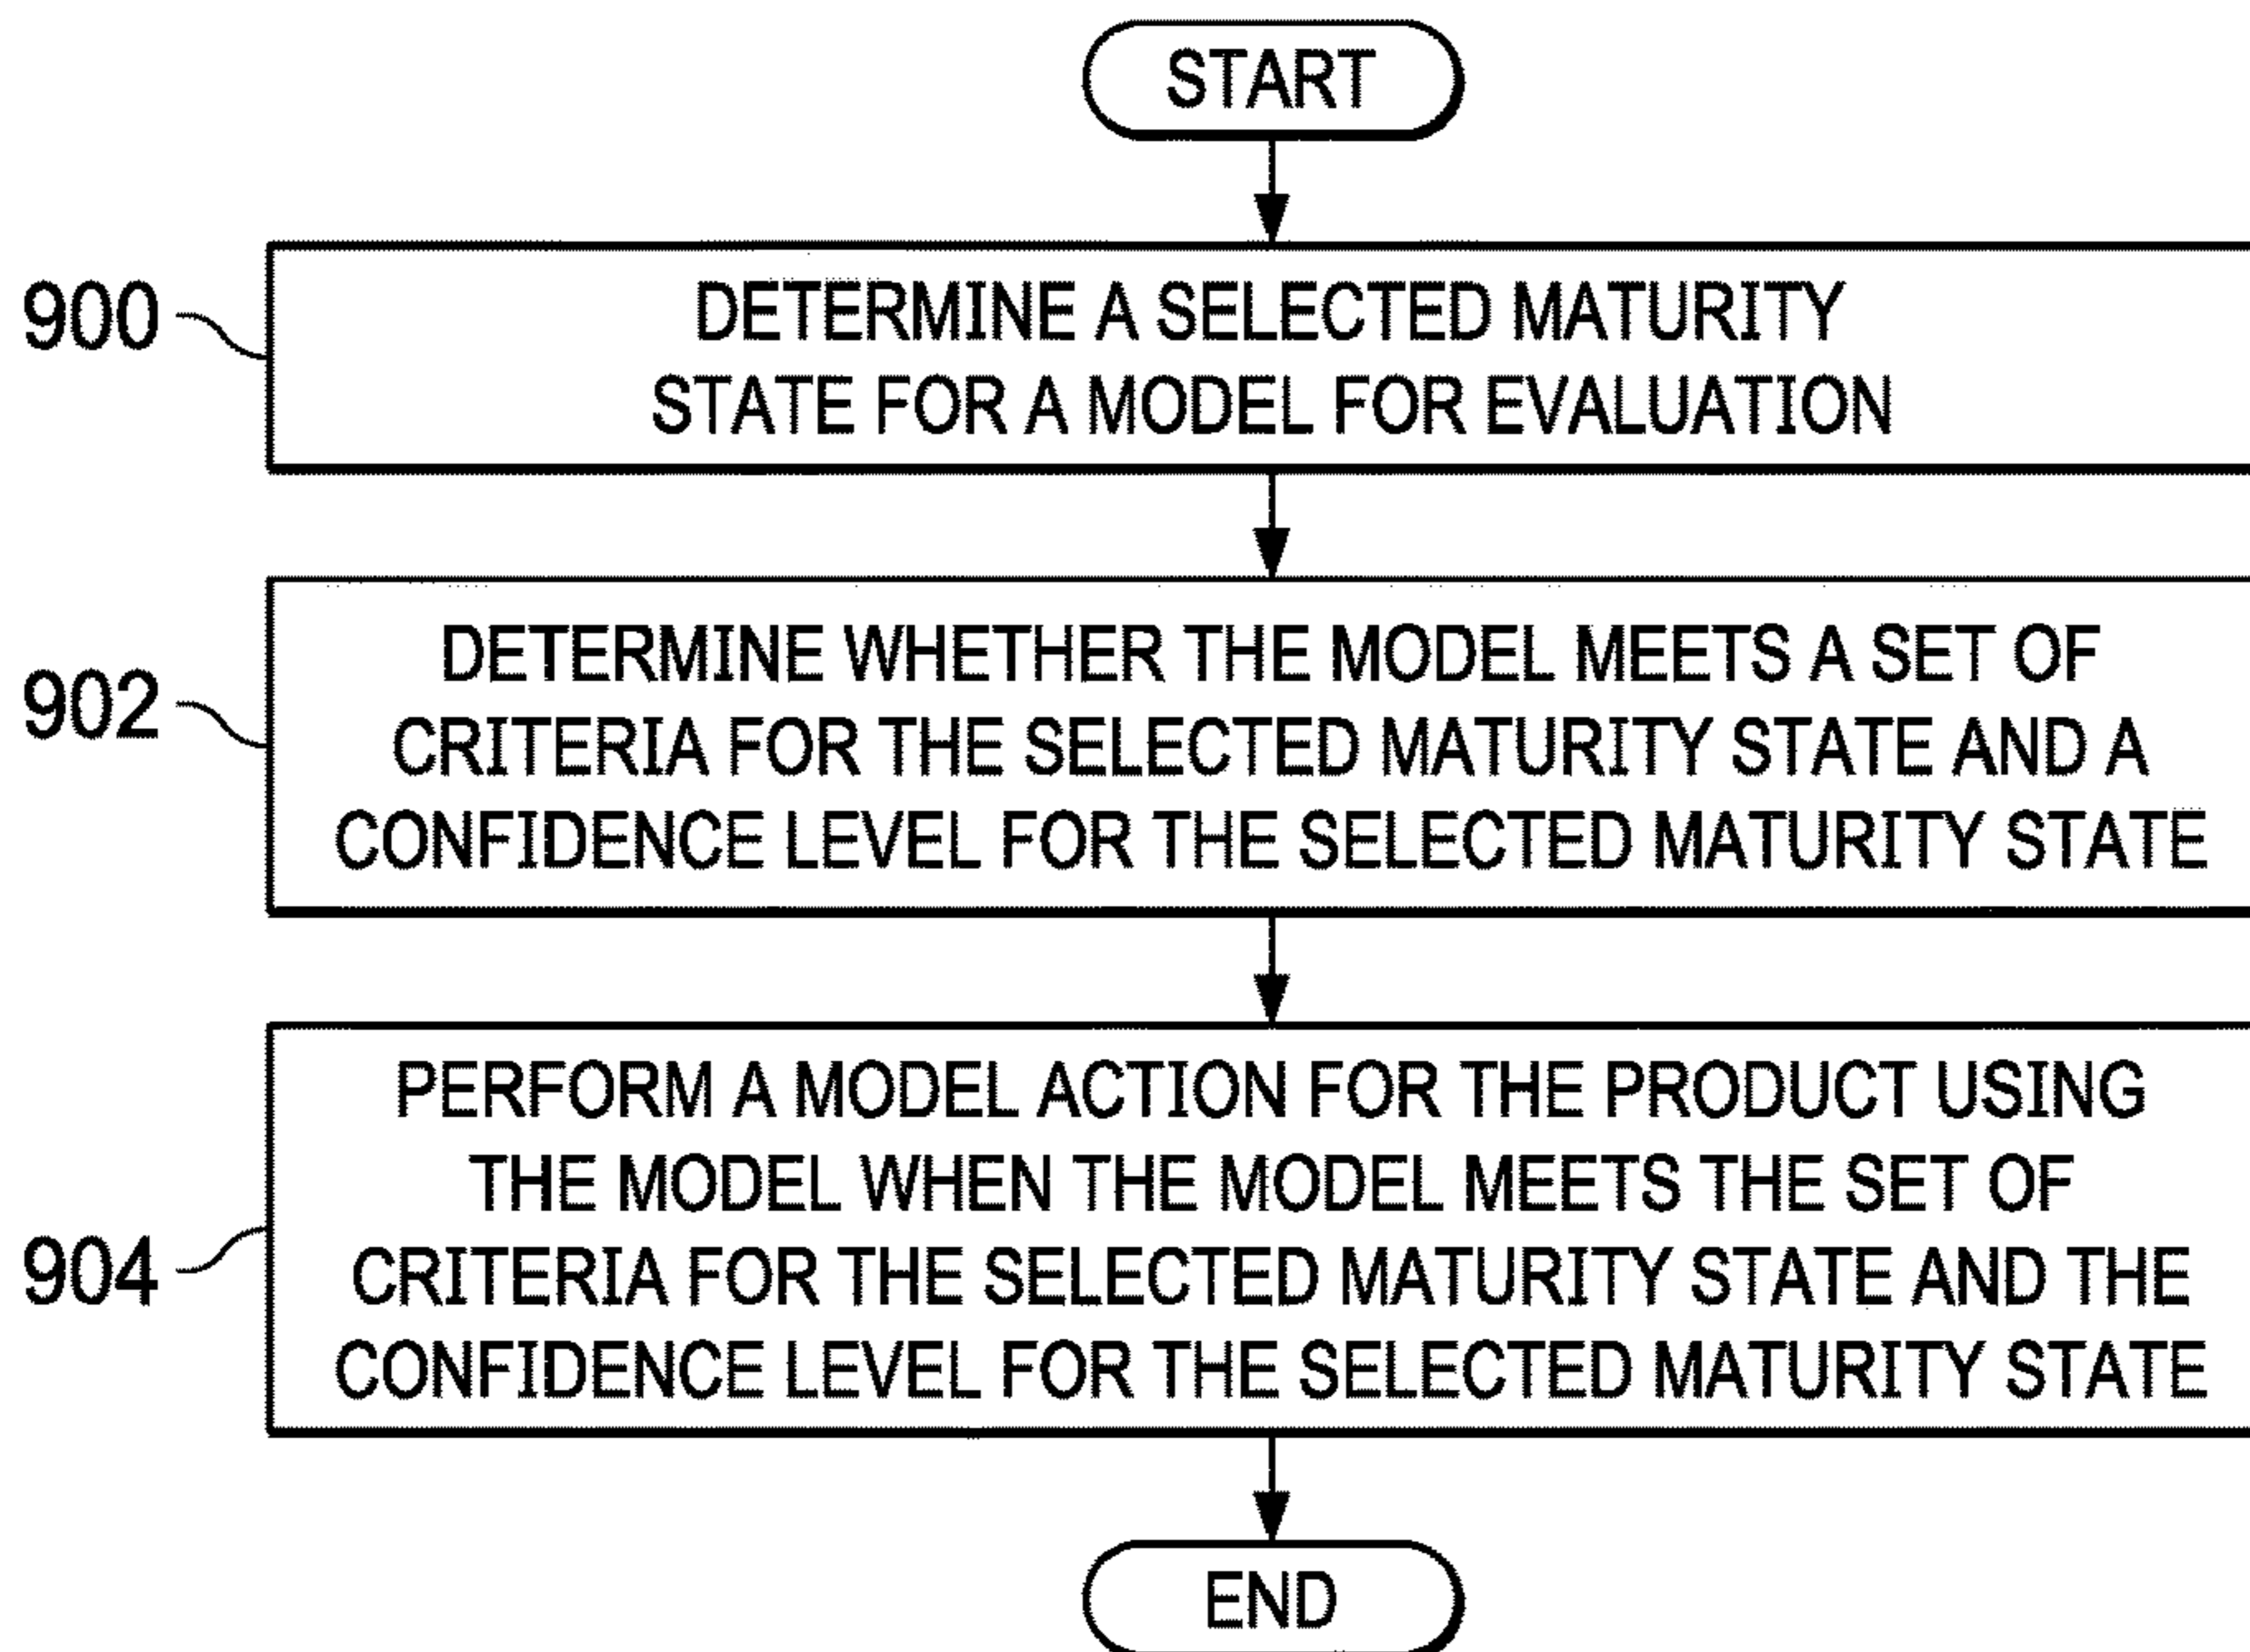 START
900
DETERMINE A SELECTED MATURITY
STATE FOR A MODEL FOR EVALUATION
902
DETERMINE WHETHER THE MODEL MEETS A SET OF
CRITERIA FOR THE SELECTED MATURITY STATE AND A
CONFIDENCE LEVEL FOR THE SELECTED MATURITY STATE
904
PERFORM A MODEL ACTION FOR THE PRODUCT USING
THE MODEL WHEN THE MODEL MEETS THE SET OF
CRITERIA FOR THE SELECTED MATURITY STATE AND THE
CONFIDENCE LEVEL FOR THE SELECTED MATURITY STATE
END